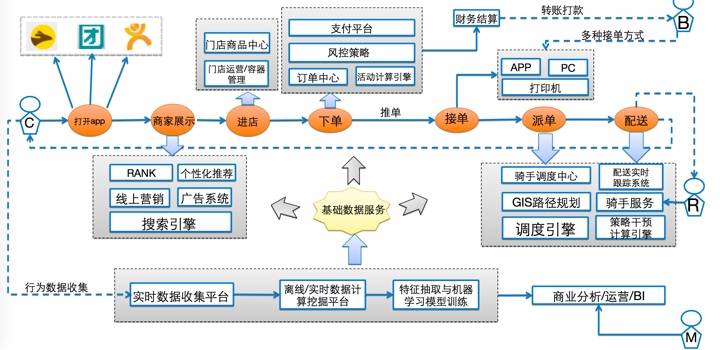 团
支付平台
财务结算
转账打款
B
门店商品中心
风控策略
多种接单方式
门店运营/容器
管理
订单中心
活动计算引擎
APP
PC
打印机
C
打开app
商家展示
进店
下单
推单
接单
派单
配送
RANK
个性化推荐
线上营销
广告系统
搜索引擎
基础数据服务
骑手调度中心
配送实时
跟踪系统
GIS路径规划
骑手服务
R
调度引擎
策略干预
计算引擎
行为数据收集
实时数据收集平台
离线/实时数据计
算挖掘平台
特征抽取与机器
学习模型训练
商业分析/运营/BI
M